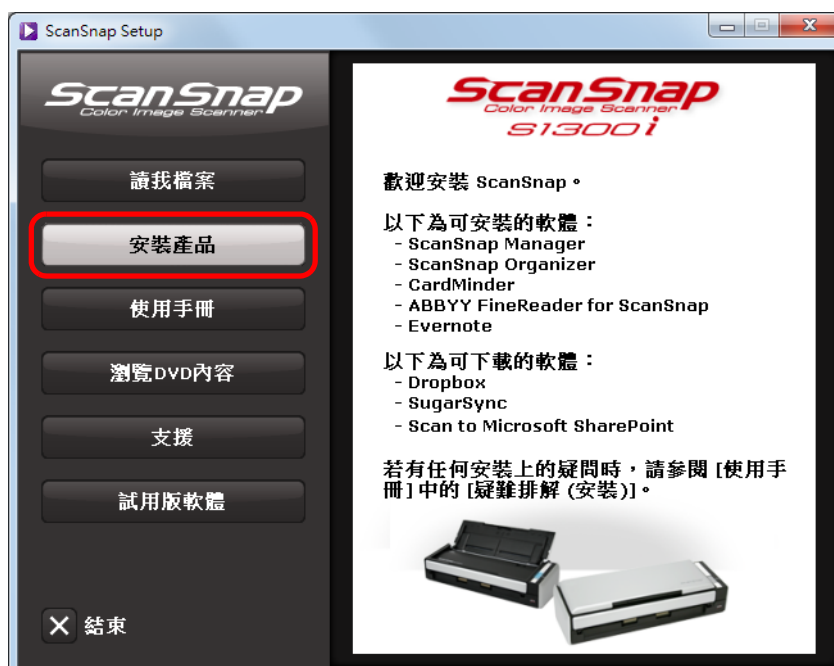 ScanSnap Setup
ScanSnap
Color Image Scanner
讀我檔案
安裝產品
使用手冊
瀏覽DVD內容
支援
試用版軟體
結束
ScanSnap
Color Image Scanner
S1300i
歡迎安裝 ScanSnap。
以下為可安裝的軟體：
- ScanSnap Manager
- ScanSnap Organizer
- CardMinder
- ABBYY FineReader for ScanSnap
- Evernote
以下為可下載的軟體：
- Dropbox
- SugarSync
- Scan to Microsoft SharePoint
若有任何安裝上的疑問時，請參閱 [使用手
冊] 中的 [疑難排解 (安裝)]。